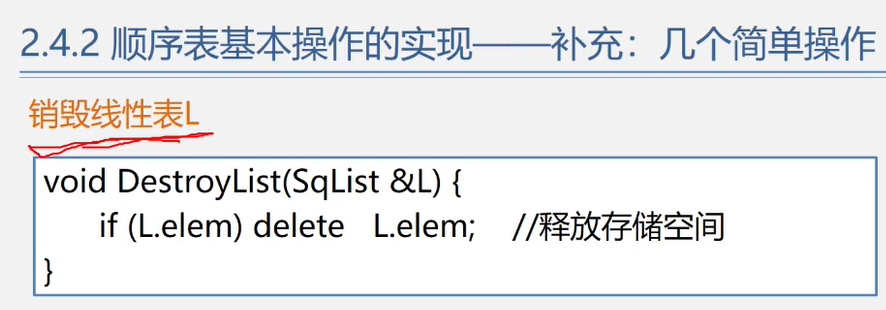 2.4.2 顺序表基本操作的实现——补充：几个简单操作
销毁线性表L
void DestroyList(SqList &L) {
if (L.elem) delete L.elem; //释放存储空间
}